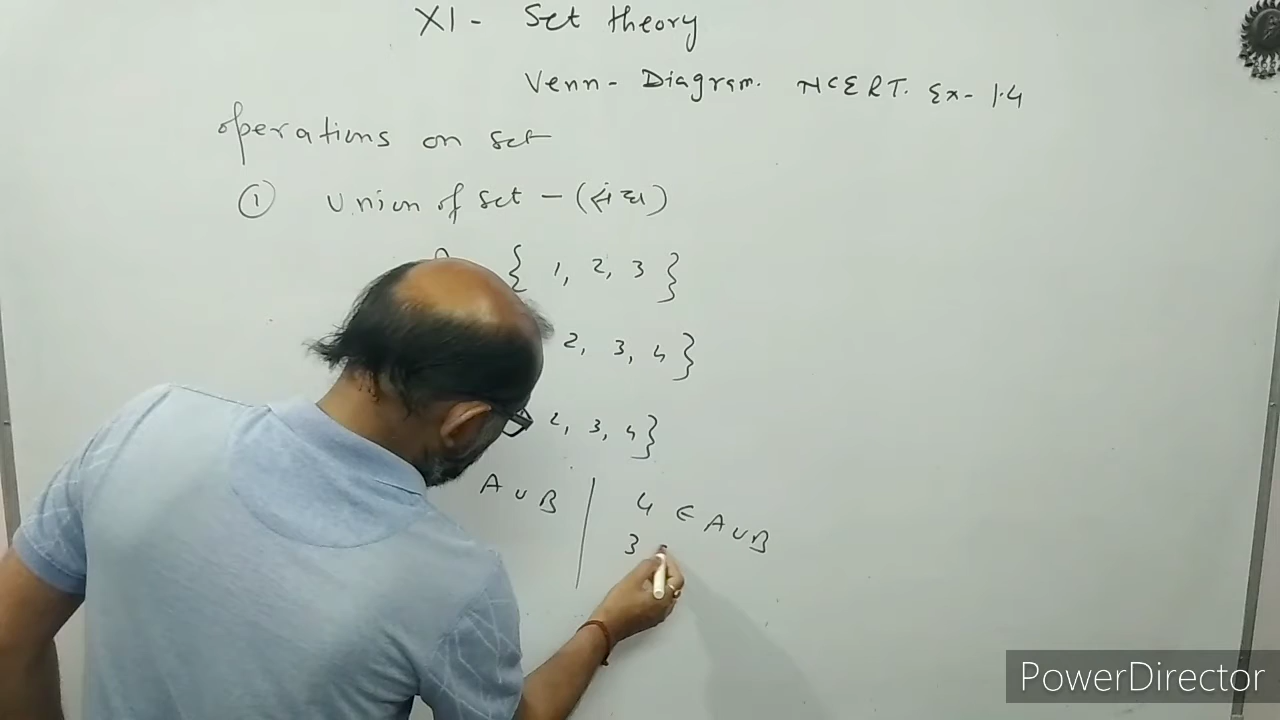 XI - Set theory
Venn - Diagram. NCERT. Ex - 1.4
operations on set
① Union of set - (संघ)
{ 1, 2, 3 }
2, 3, 4 }
2, 3, 4 }
A ∪ B | 4 ∈ A ∪ B
3
PowerDirector